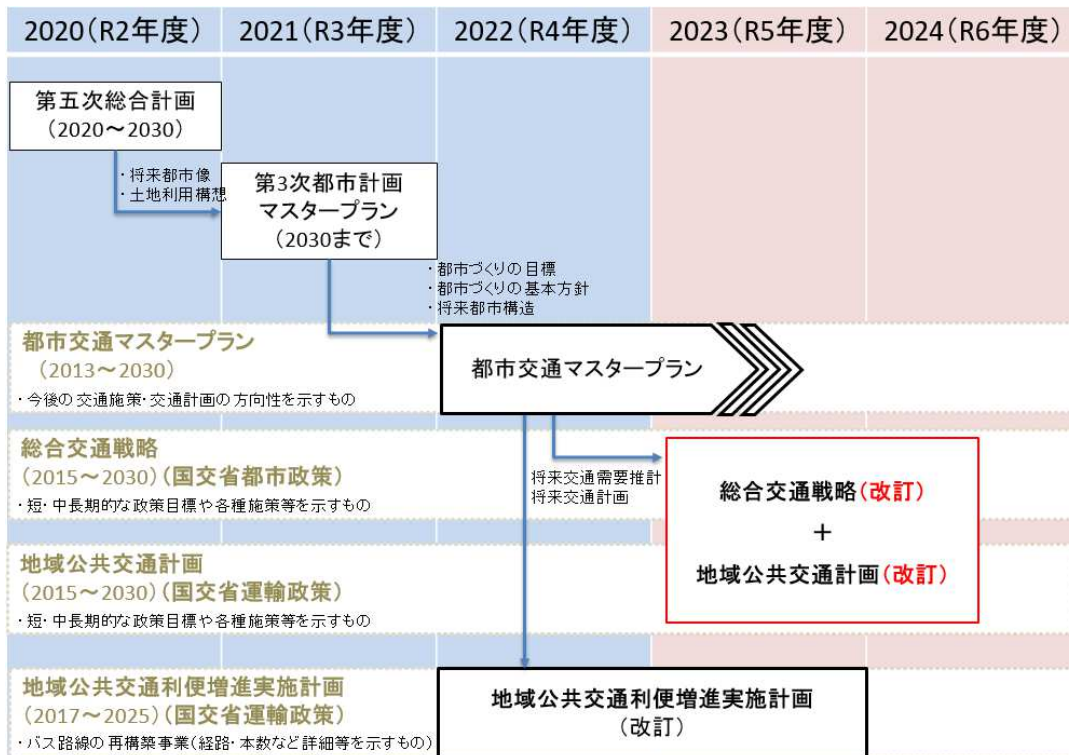 2020(R2年度)
2021(R3年度)
2022(R4年度)
2023(R5年度)
2024(R6年度)
第五次総合計画
(2020～2030)
・将来都市像
・土地利用構想
第3次都市計画
マスタープラン
(2030まで)
・都市づくりの目標
・都市づくりの基本方針
・将来都市構造
都市交通マスタープラン
(2013～2030)
・今後の交通施策・交通計画の方向性を示すもの
都市交通マスタープラン
総合交通戦略
(2015～2030)(国交省都市政策)
・短・中長期的な政策目標や各種施策等を示すもの
将来交通需要推計
将来交通計画
総合交通戦略(改訂)
+
地域公共交通計画(改訂)
地域公共交通計画
(2015～2030)(国交省運輸政策)
・短・中長期的な政策目標や各種施策等を示すもの
地域公共交通利便増進実施計画
(2017～2025)(国交省運輸政策)
・バス路線の再構築事業(経路・本数など詳細等を示すもの)
地域公共交通利便増進実施計画
(改訂)